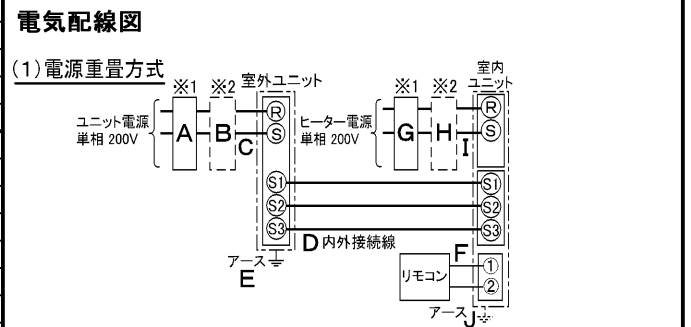 電気配線図
(1)電源重畳方式
※1 ※2 室外ユニット
ユニット電源
単相 200V
A B C
R
S
S1
S2
S3
アース
E
D 内外接続線
※1 ※2
室内
ユニット
ヒーター電源
単相 200V
G H I
R
S
S1
S2
S3
F
リモコン
①
②
アース J